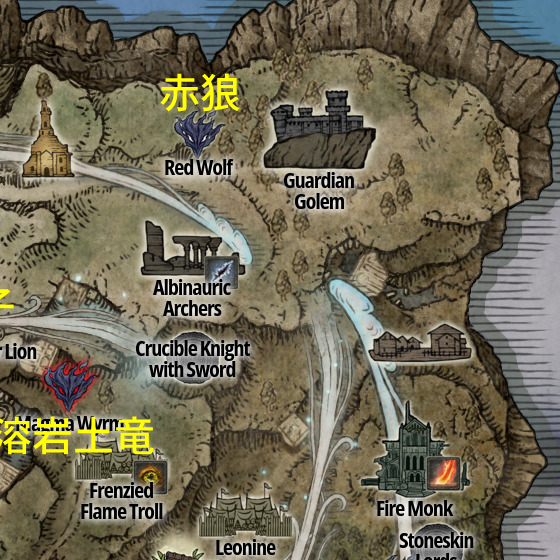 赤狼
Red Wolf
Guardian
Golem
Albinauric
Archers
Crucible Knight
with Sword
Lion
Magma Wyrm
溶岩土竜
Frenzied
Flame Troll
Fire Monk
Leonine
Stoneskin
Lords